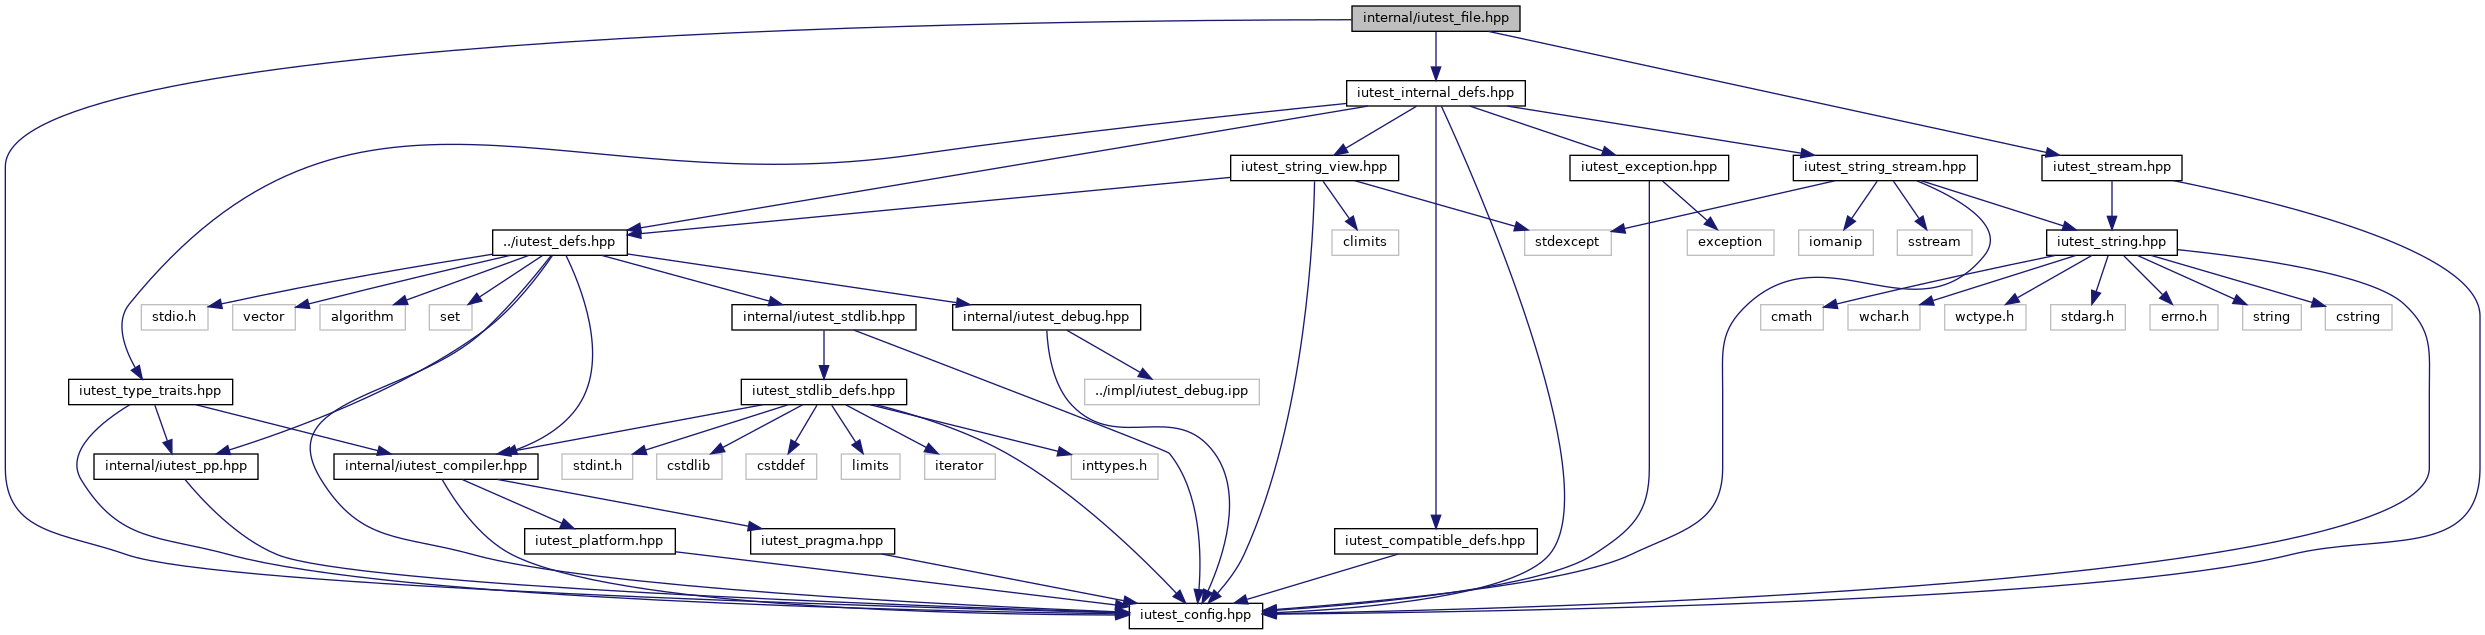 internal/iutest_file.hpp
iutest_internal_defs.hpp
iutest_string_view.hpp
iutest_exception.hpp
iutest_string_stream.hpp
iutest_stream.hpp
../iutest_defs.hpp
climits
stdexcept
exception
iomanip
sstream
iutest_string.hpp
stdio.h
vector
algorithm
set
internal/iutest_stdlib.hpp
internal/iutest_debug.hpp
cmath
wchar.h
wctype.h
stdarg.h
errno.h
string
cstring
iutest_type_traits.hpp
iutest_stdlib_defs.hpp
../impl/iutest_debug.ipp
internal/iutest_pp.hpp
internal/iutest_compiler.hpp
stdint.h
cstdlib
cstddef
limits
iterator
inttypes.h
iutest_platform.hpp
iutest_pragma.hpp
iutest_compatible_defs.hpp
iutest_config.hpp